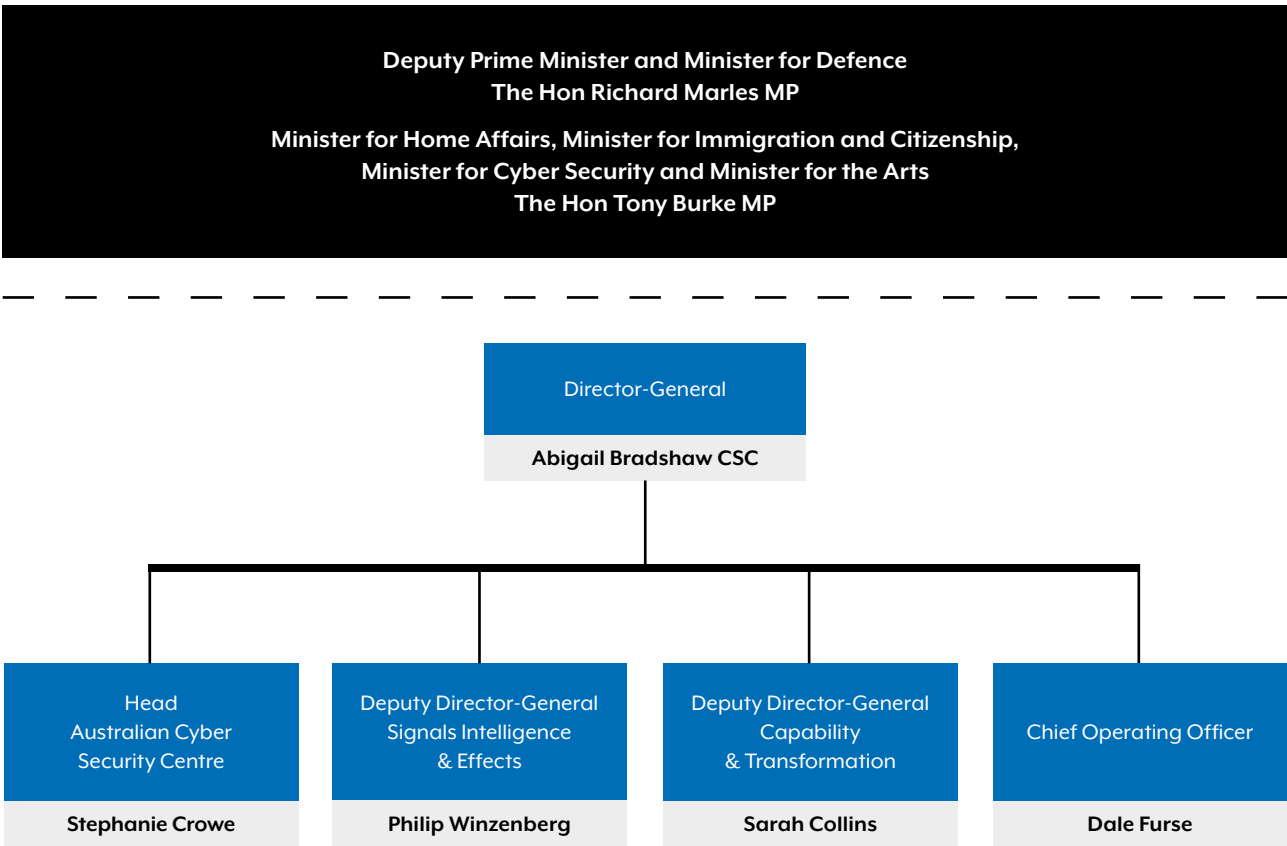 Deputy Prime Minister and Minister for Defence
The Hon Richard Marles MP
Minister for Home Affairs, Minister for Immigration and Citizenship,
Minister for Cyber Security and Minister for the Arts
The Hon Tony Burke MP
Director-General
Abigail Bradshaw CSC
Head
Australian Cyber
Security Centre
Stephanie Crowe
Deputy Director-General
Signals Intelligence
& Effects
Philip Winzenberg
Deputy Director-General
Capability
& Transformation
Sarah Collins
Chief Operating Officer
Dale Furse